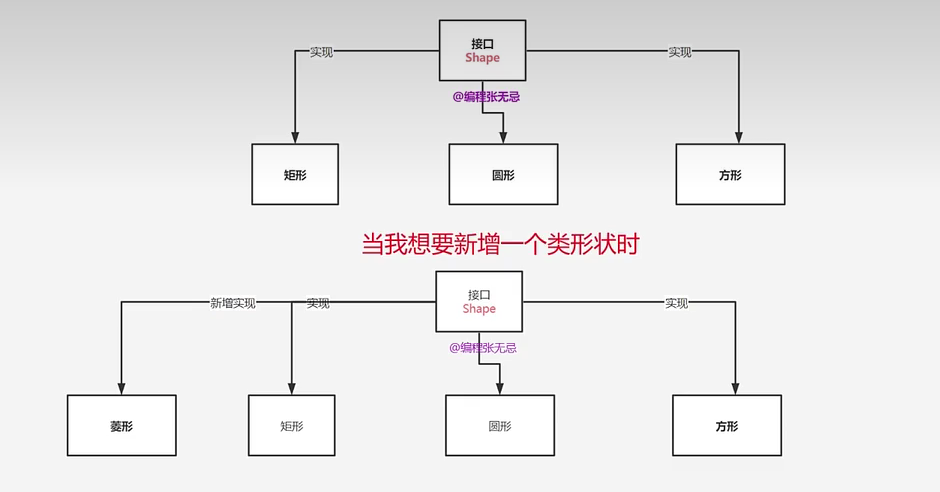 接口
Shape
实现
实现
@编程张无忌
矩形
圆形
方形
当我想要新增一个类形状时
接口
Shape
新增实现
实现
实现
@编程张无忌
菱形
矩形
圆形
方形